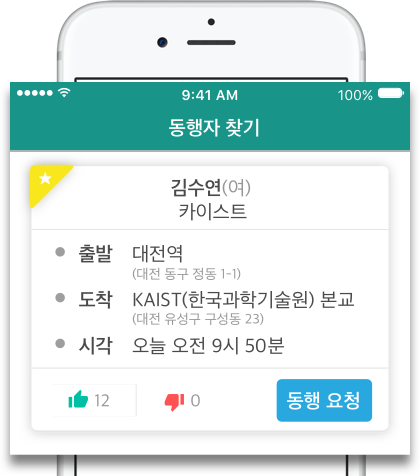 9:41 AM 100%
동행자 찾기
김수연(여)
카이스트
출발 대전역
(대전 동구 정동 1-1)
도착 KAIST(한국과학기술원) 본교
(대전 유성구 구성동 23)
시각 오늘 오전 9시 50분
12 0 동행 요청